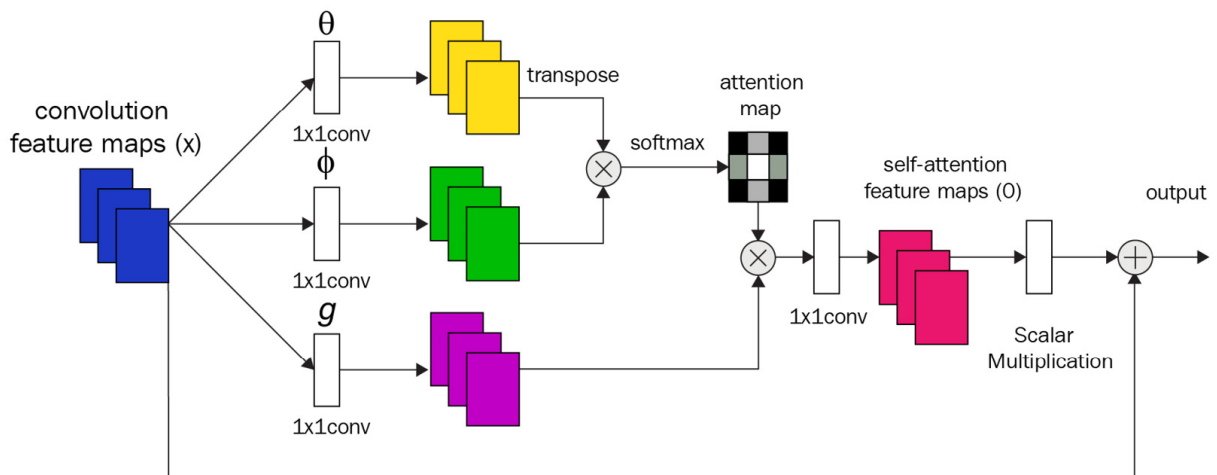 θ
transpose
attention
map
convolution
feature maps (x)
1x1conv
softmax
ϕ
self-attention
feature maps (0)
output
1x1conv
g
1x1conv
Scalar
Multiplication
1x1conv